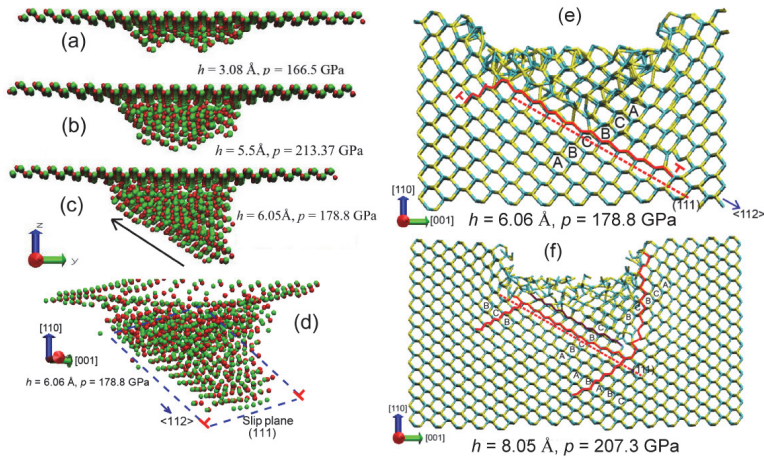 (a)
h = 3.08 Å, p = 166.5 GPa
(b)
h = 5.5Å, p = 213.37 GPa
(c)
h = 6.05Å, p = 178.8 GPa
z
y
(d)
[110]
[001]
h = 6.06 Å, p = 178.8 GPa
<112>
Slip plane
(111)
(e)
A
C
B
C
B
A
(111)
[110]
[001]
<112>
h = 6.06 Å, p = 178.8 GPa
(f)
A
C
B
C
B
B
C
B
C
B
C
B
A
(111)
A
B
A
B
C
[110]
[001]
h = 8.05 Å, p = 207.3 GPa